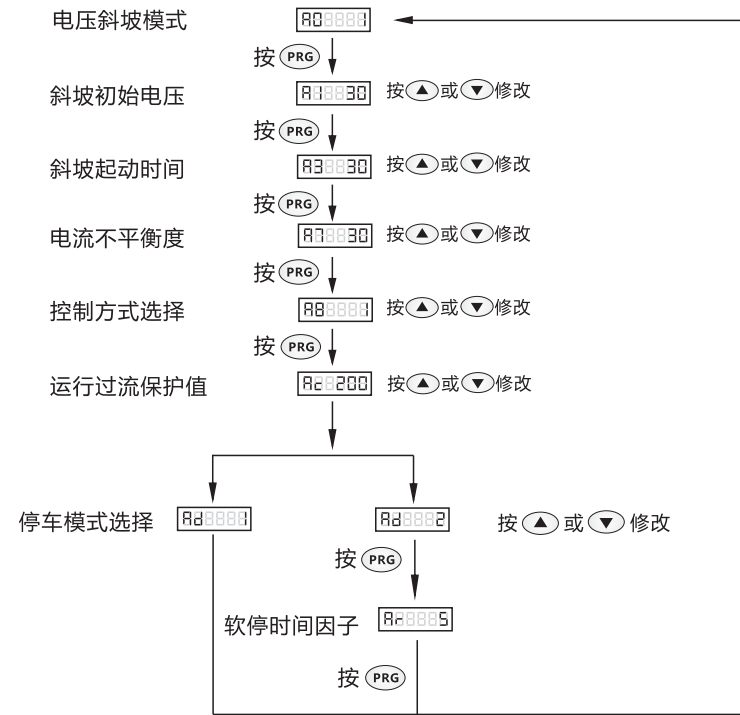 电压斜坡模式 A0 1
按 PRG
斜坡初始电压 A1 30 按▲或▼修改
按 PRG
斜坡起动时间 A3 30 按▲或▼修改
按 PRG
电流不平衡度 A7 30 按▲或▼修改
按 PRG
控制方式选择 A8 1 按▲或▼修改
按 PRG
运行过流保护值 Ac 200 按▲或▼修改
停车模式选择 Ad 1 Ad 2 按▲或▼修改
按 PRG
软停时间因子 Ar 5
按 PRG